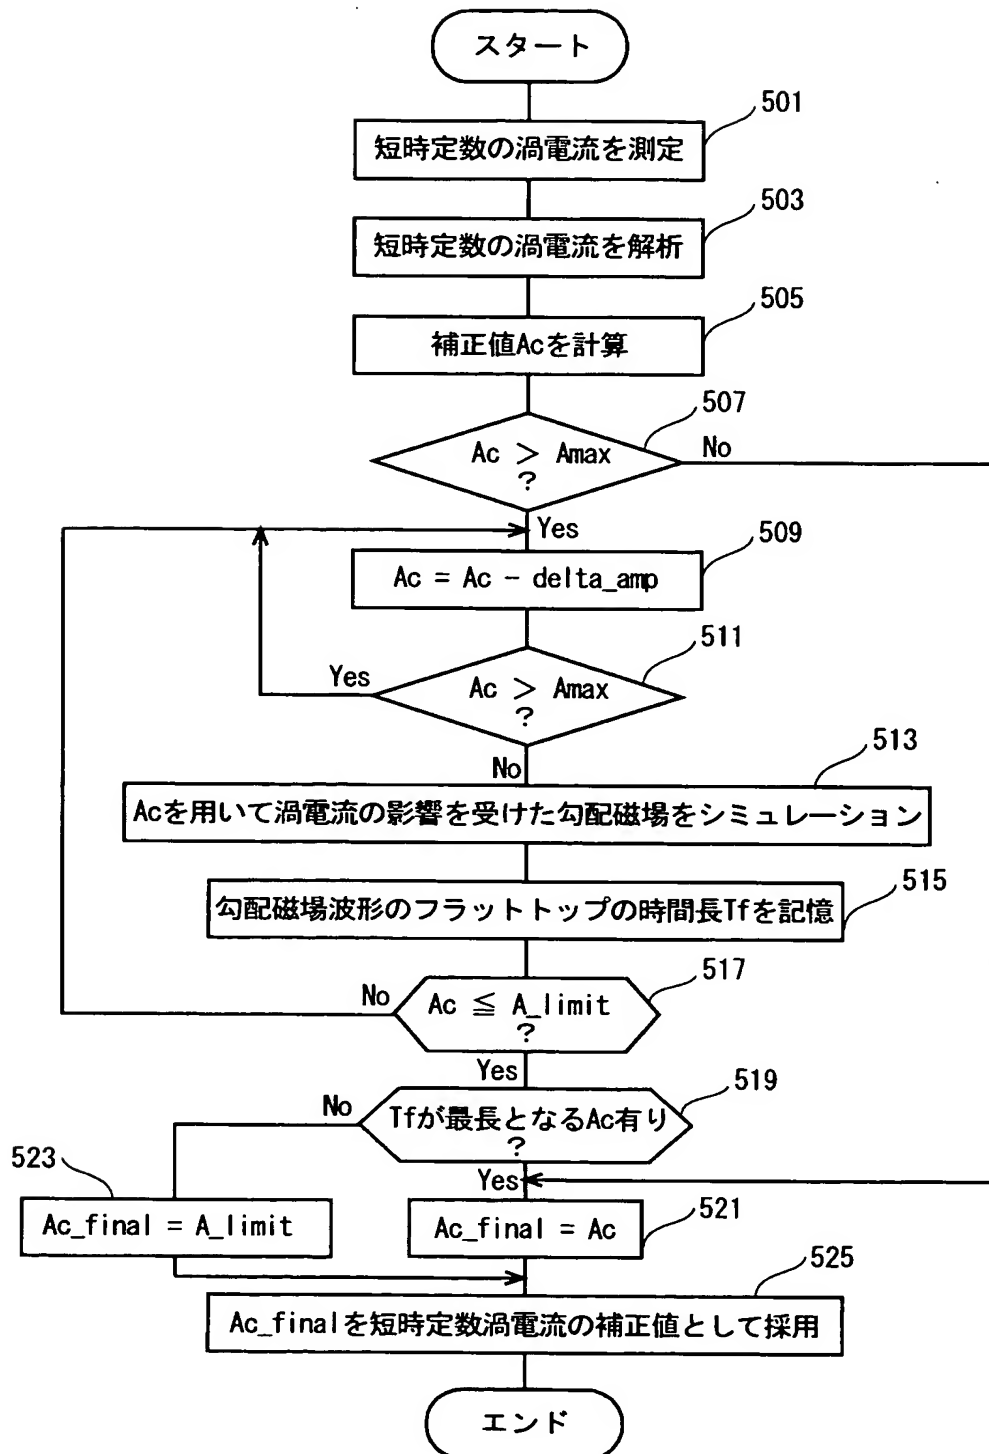 スタート
501
短時定数の渦電流を測定
503
短時定数の渦電流を解析
505
補正値Acを計算
507
Ac > Amax
?
No
Yes
509
Ac = Ac - delta_amp
511
Yes
Ac > Amax
?
No
513
Acを用いて渦電流の影響を受けた勾配磁場をシミュレーション
515
勾配磁場波形のフラットトップの時間長Tfを記憶
517
No
Ac ≦ A_limit
?
Yes
519
No
Tfが最長となるAc有り
?
Yes
523
Ac_final = A_limit
521
Ac_final = Ac
525
Ac_finalを短時定数渦電流の補正値として採用
エンド